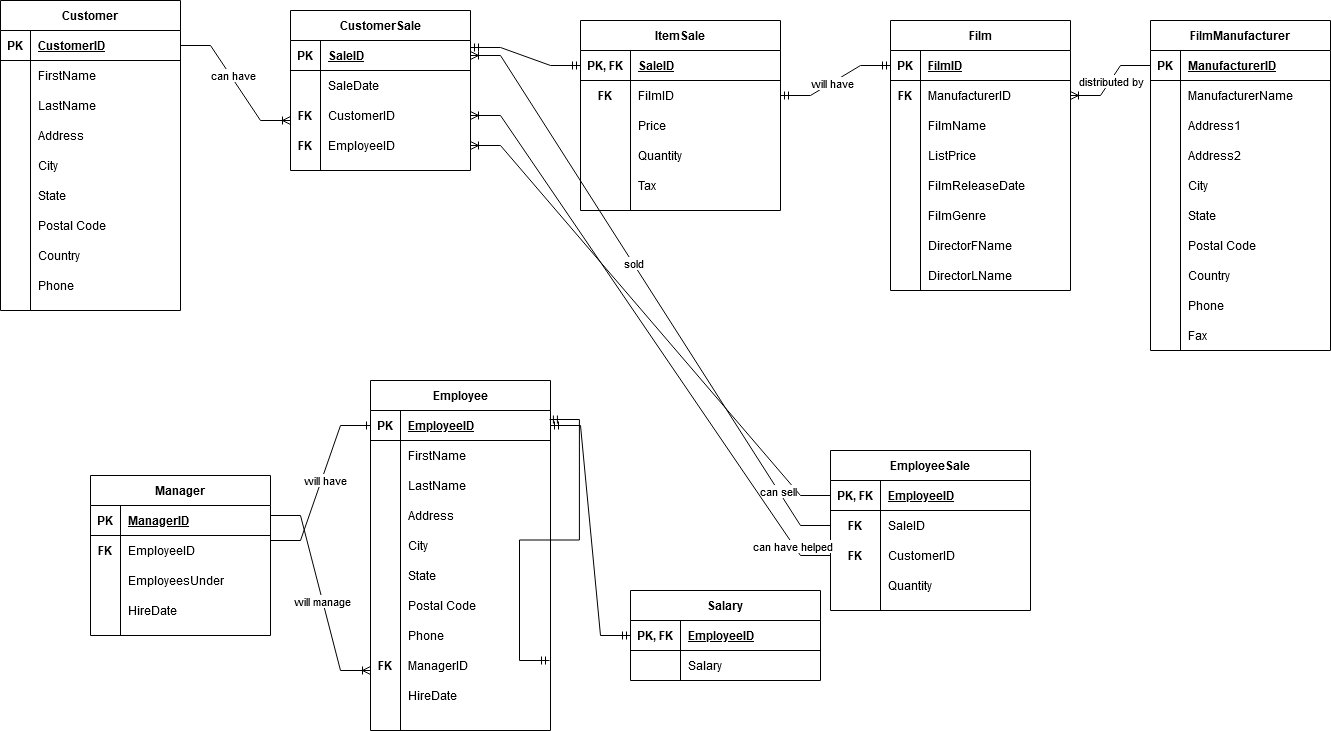 Customer
PK CustomerID
FirstName
LastName
Address
City
State
Postal Code
Country
Phone
can have
CustomerSale
PK SaleID
SaleDate
FK CustomerID
FK EmployeeID
ItemSale
PK, FK SaleID
FK FilmID
Price
Quantity
Tax
will have
Film
PK FilmID
FK ManufacturerID
FilmName
ListPrice
FilmReleaseDate
FilmGenre
DirectorFName
DirectorLName
distributed by
FilmManufacturer
PK ManufacturerID
ManufacturerName
Address1
Address2
City
State
Postal Code
Country
Phone
Fax
sold
Manager
PK ManagerID
FK EmployeeID
EmployeesUnder
HireDate
will have
Will manage
Employee
PK EmployeeID
FirstName
LastName
Address
City
State
Postal Code
Phone
FK ManagerID
HireDate
Salary
PK, FK EmployeeID
Salary
can sell
can have helped
EmployeeSale
PK, FK EmployeeID
FK SaleID
FK CustomerID
Quantity